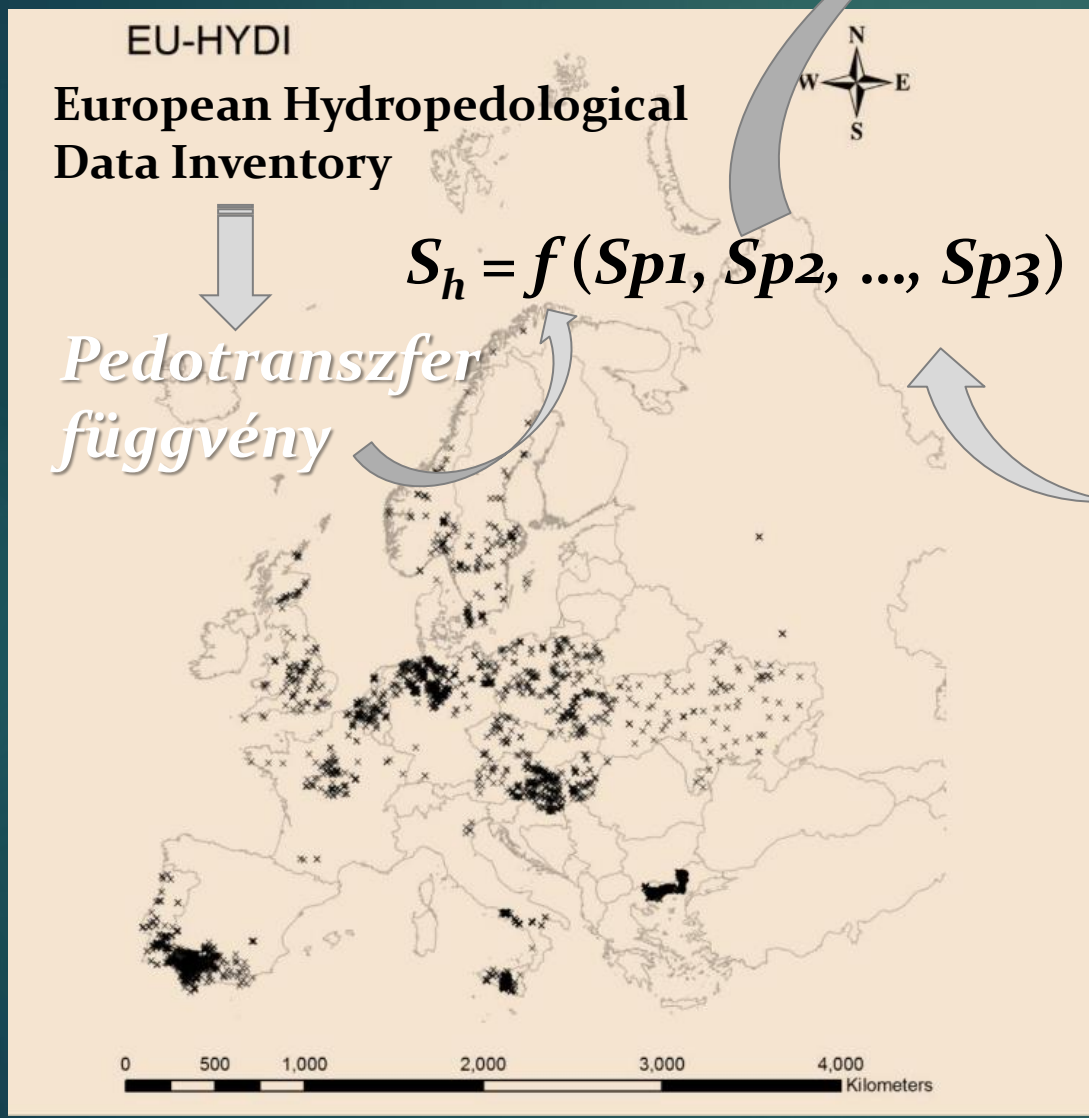 EU-HYDI
European Hydropedological
Data Inventory
N
W E
S
Sh = f (Sp1, Sp2, ..., Sp3)
Pedotranszfer
függvény
0 500 1,000 2,000 3,000 4,000
Kilometers